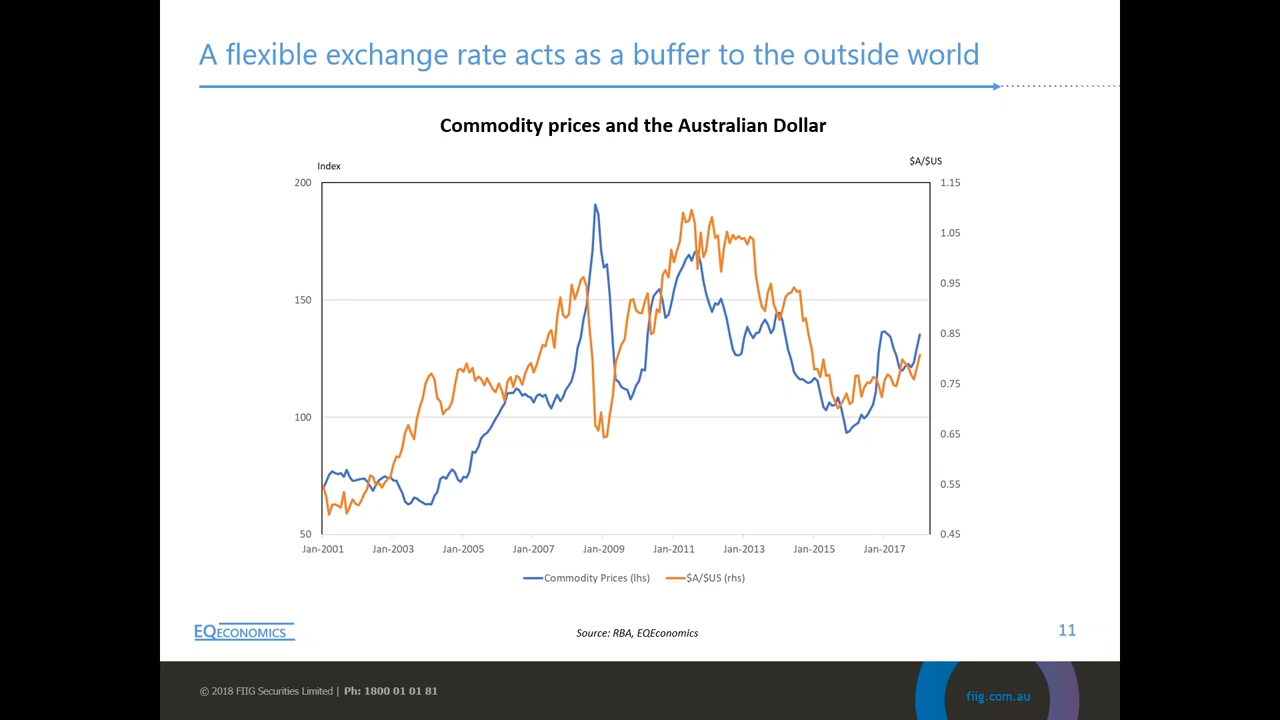 A flexible exchange rate acts as a buffer to the outside world
Commodity prices and the Australian Dollar
Index
$A/$US
200
1.15
1.05
0.95
150
0.85
0.75
100
0.65
0.55
50
0.45
Jan-2001 Jan-2003 Jan-2005 Jan-2007 Jan-2009 Jan-2011 Jan-2013 Jan-2015 Jan-2017
Commodity Prices (lhs) $A/$US (rhs)
EQECONOMICS
Source: RBA, EQEconomics
11
© 2018 FIIG Securities Limited | Ph: 1800 01 01 81
fiig.com.au